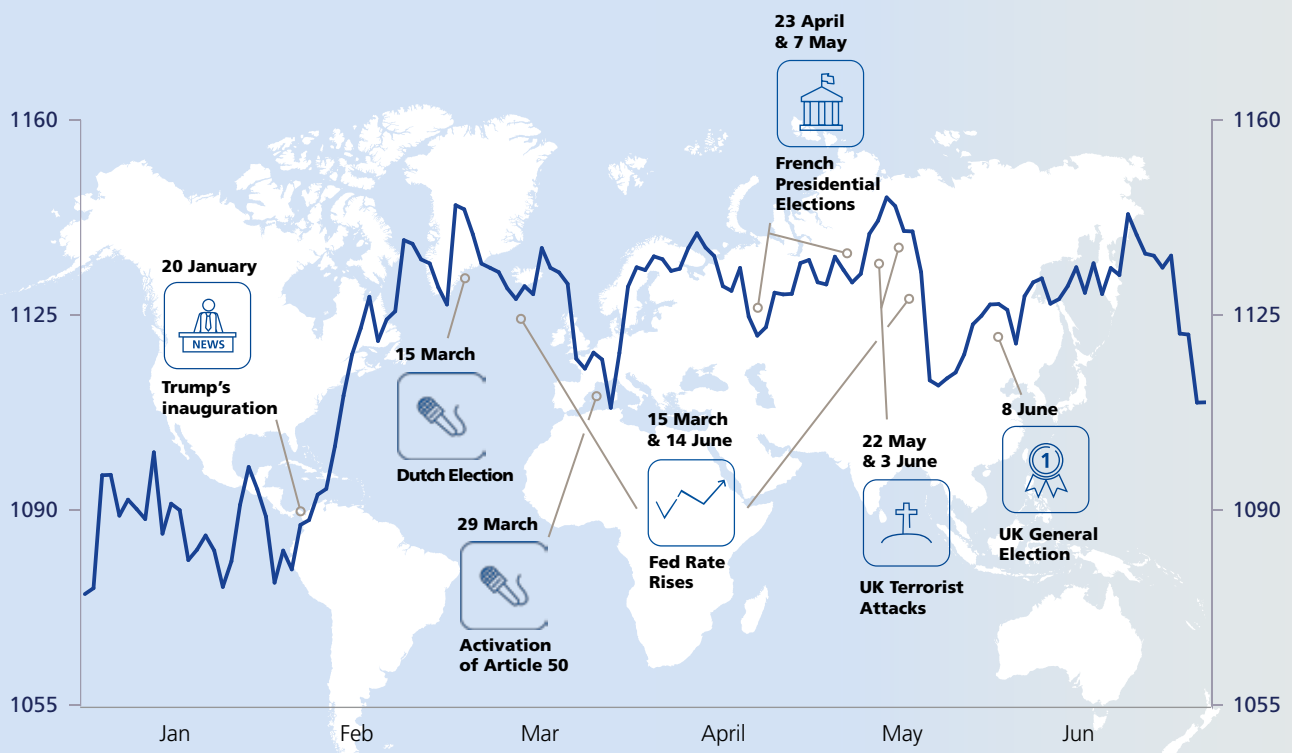 23 April
& 7 May
French
Presidential
Elections
1160
1160
20 January
NEWS
Trump’s
inauguration
1125
1125
15 March
Dutch Election
15 March
& 14 June
Fed Rate
Rises
22 May
& 3 June
UK Terrorist
Attacks
8 June
1
UK General
Election
1090
1090
29 March
Activation
of Article 50
1055
1055
Jan
Feb
Mar
April
May
Jun